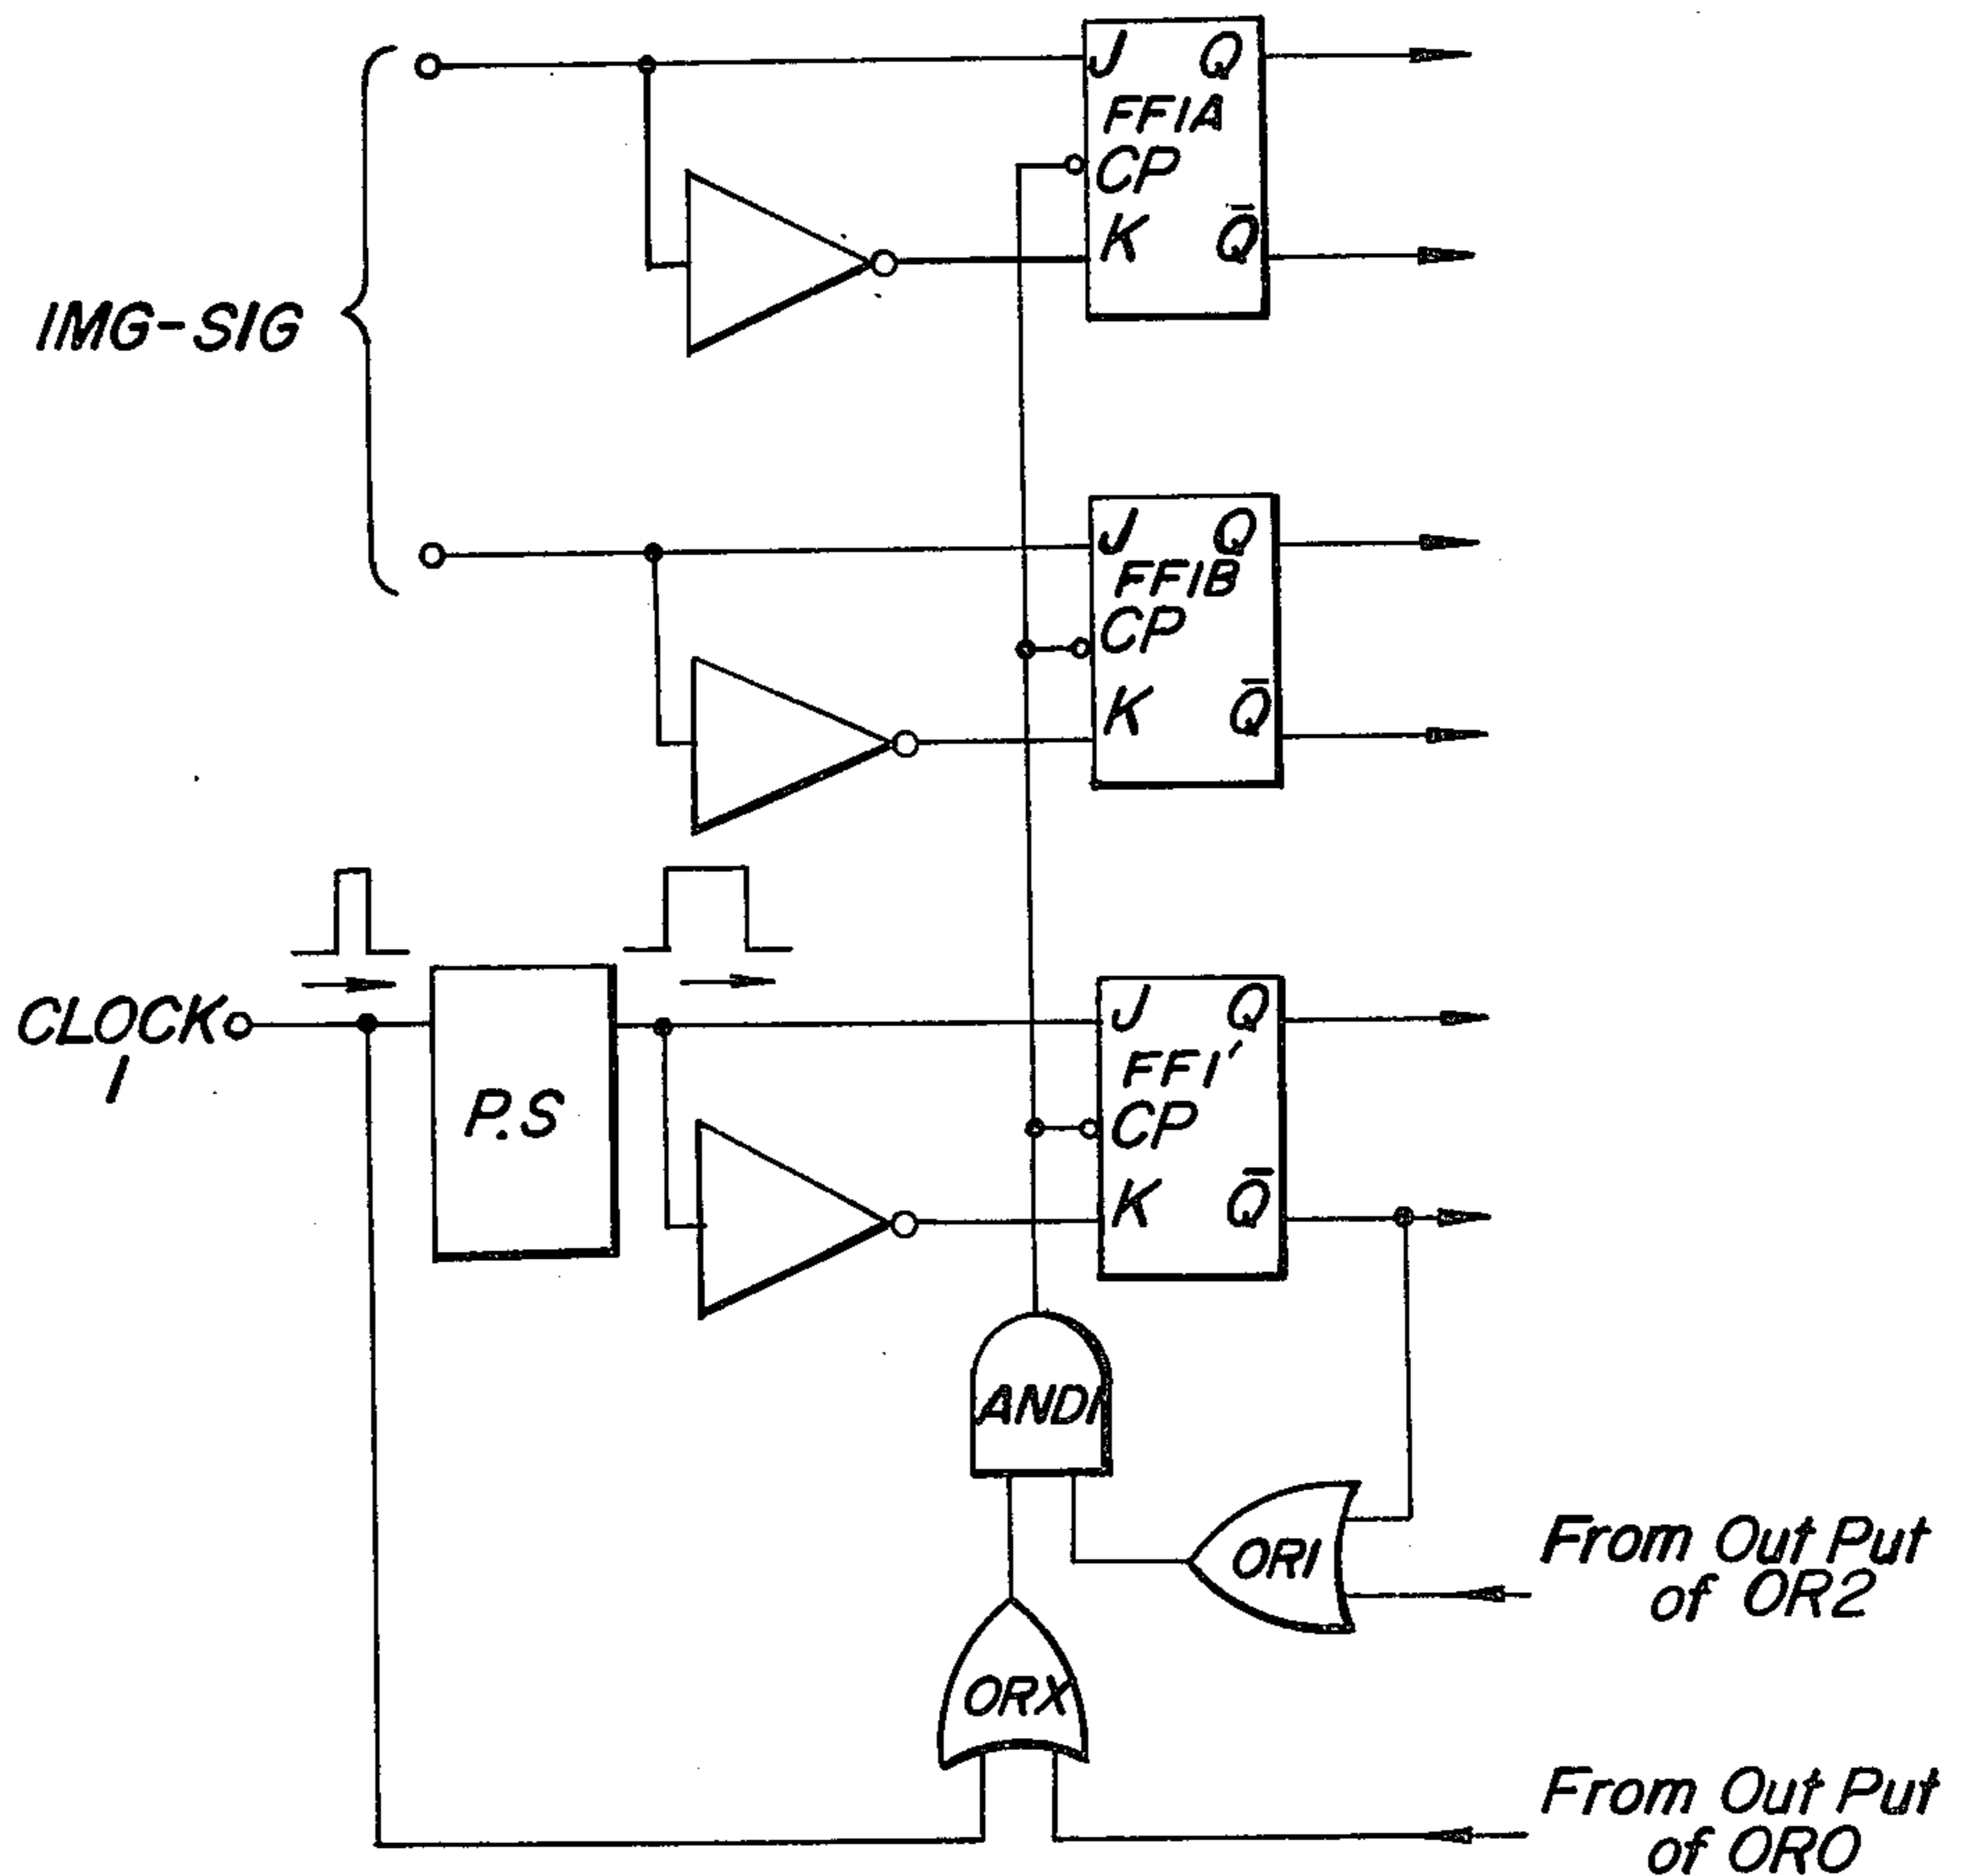 J Q
FF1A
CP
K Q̄
IMG-SIG
J Q
FF1B
CP
K Q̄
CLOCK
1
P.S
J Q
FF1'
CP
K Q̄
AND1
OR1
From Out Put
of OR2
ORX
From Out Put
of OR0